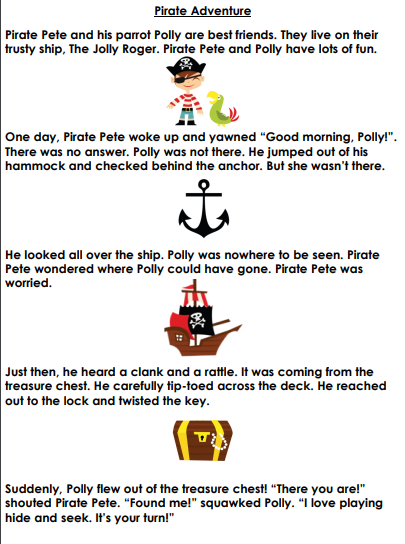 Pirate Adventure
Pirate Pete and his parrot Polly are best friends. They live on their
trusty ship, The Jolly Roger. Pirate Pete and Polly have lots of fun.
One day, Pirate Pete woke up and yawned “Good morning, Polly!”.
There was no answer. Polly was not there. He jumped out of his
hammock and checked behind the anchor. But she wasn’t there.
He looked all over the ship. Polly was nowhere to be seen. Pirate
Pete wondered where Polly could have gone. Pirate Pete was
worried.
Just then, he heard a clank and a rattle. It was coming from the
treasure chest. He carefully tip-toed across the deck. He reached
out to the lock and twisted the key.
Suddenly, Polly flew out of the treasure chest! “There you are!”
shouted Pirate Pete. “Found me!” squawked Polly. “I love playing
hide and seek. It’s your turn!”